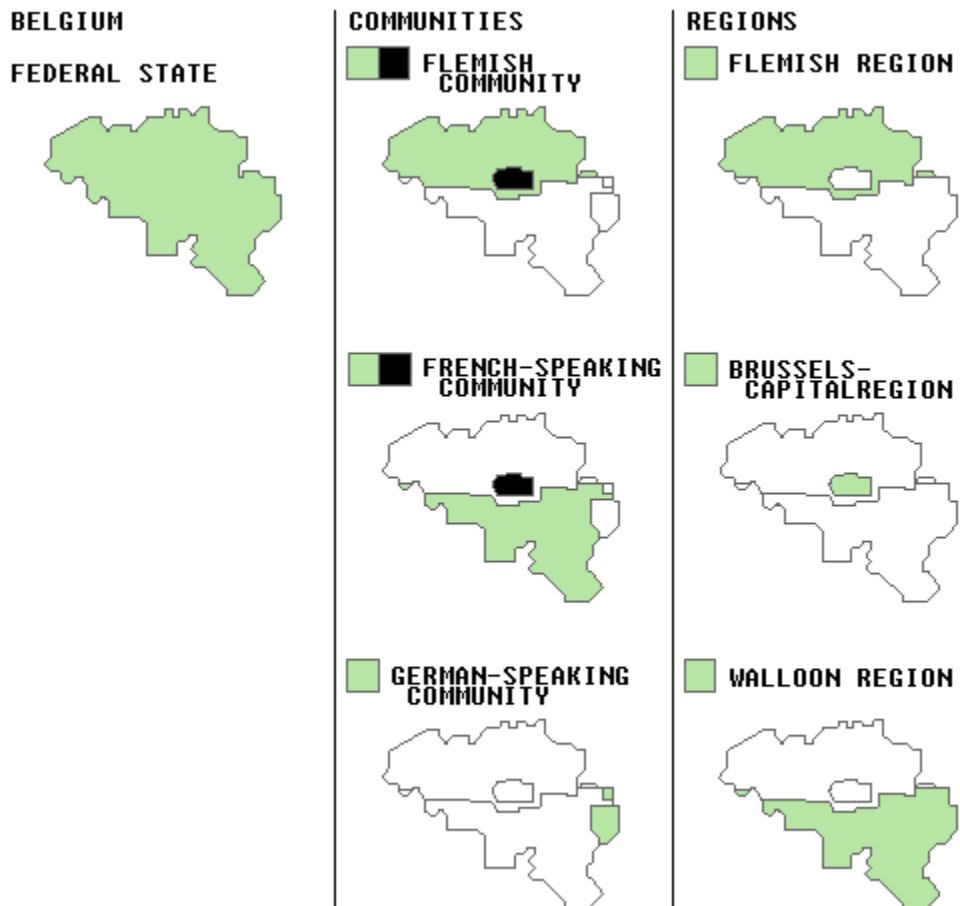 BELGIUM
FEDERAL STATE
COMMUNITIES
FLEMISH
COMMUNITY
FRENCH-SPEAKING
COMMUNITY
GERMAN-SPEAKING
COMMUNITY
REGIONS
FLEMISH REGION
BRUSSELS-
CAPITALREGION
WALLOON REGION